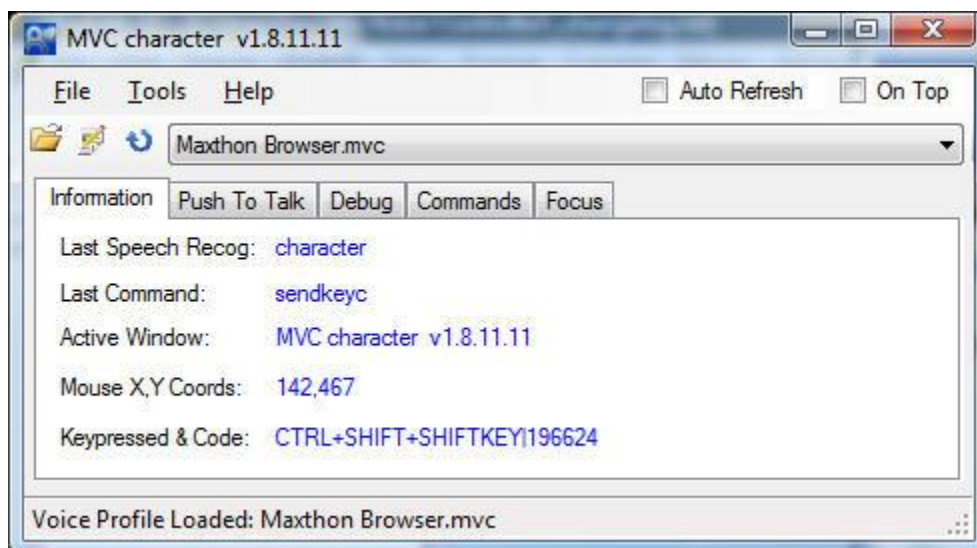 MVC character v1.8.11.11
File Tools Help Auto Refresh On Top
Maxthon Browser.mvc
Information Push To Talk Debug Commands Focus
Last Speech Recog: character
Last Command: sendkeyc
Active Window: MVC character v1.8.11.11
Mouse X,Y Coords: 142,467
Keypressed & Code: CTRL+SHIFT+SHIFTKEY|196624
Voice Profile Loaded: Maxthon Browser.mvc